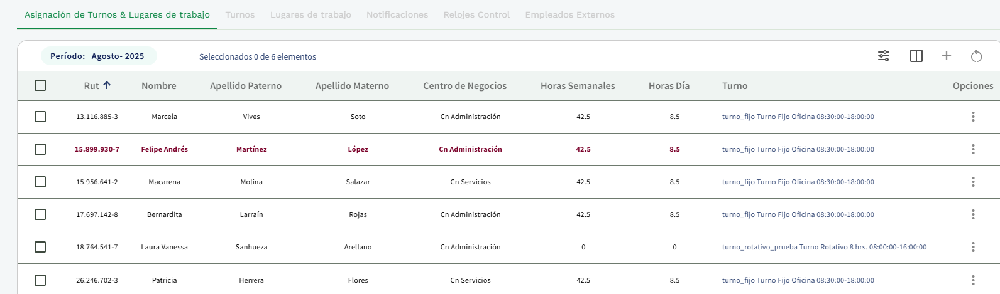 Asignación de Turnos & Lugares de trabajo Turnos Lugares de trabajo Notificaciones Relojes Control Empleados Externos
Período: Agosto- 2025 Seleccionados 0 de 6 elementos
Rut Nombre Apellido Paterno Apellido Materno Centro de Negocios Horas Semanales Horas Día Turno Opciones
13.116.885-3 Marcela Vives Soto Cn Administración 42.5 8.5 turno_fijo Turno Fijo Oficina 08:30:00-18:00:00
15.899.930-7 Felipe Andrés Martínez López Cn Administración 42.5 8.5 turno_fijo Turno Fijo Oficina 08:30:00-18:00:00
15.956.641-2 Macarena Molina Salazar Cn Servicios 42.5 8.5 turno_fijo Turno Fijo Oficina 08:30:00-18:00:00
17.697.142-8 Bernardita Larraín Rojas Cn Administración 42.5 8.5 turno_fijo Turno Fijo Oficina 08:30:00-18:00:00
18.764.541-7 Laura Vanessa Sanhueza Arellano Cn Administración 0 0 turno_rotativo_prueba Turno Rotativo 8 hrs. 08:00:00-16:00:00
26.246.702-3 Patricia Herrera Flores Cn Servicios 42.5 8.5 turno_fijo Turno Fijo Oficina 08:30:00-18:00:00